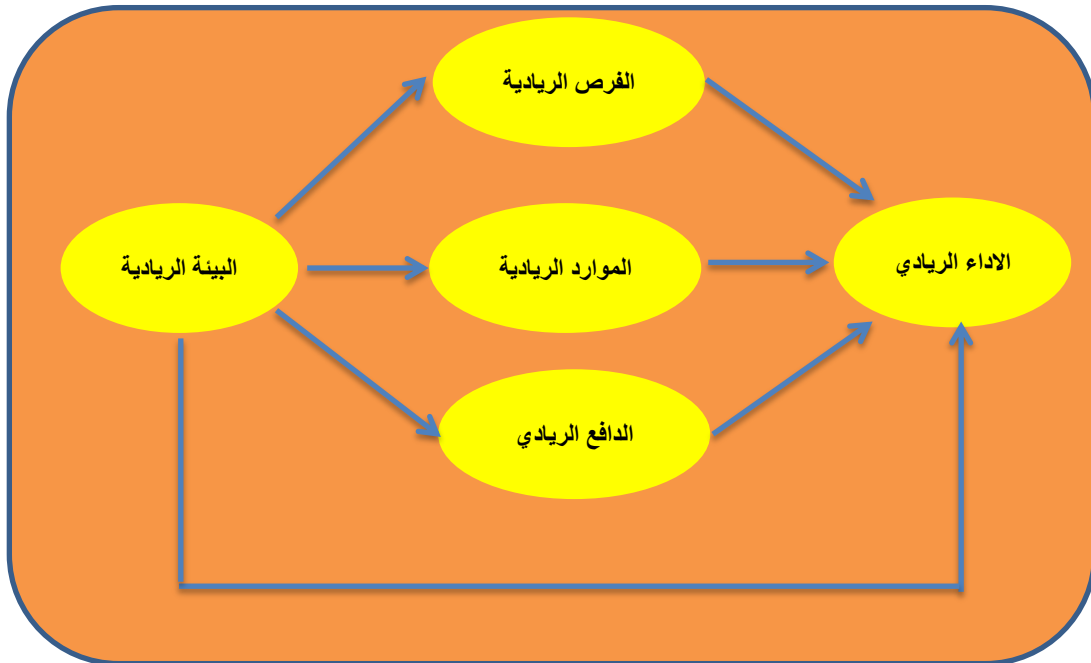 الفرص الريادية
البيئة الريادية
الموارد الريادية
الاداء الريادي
الدافع الريادي